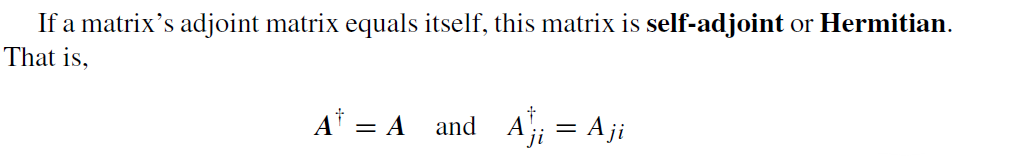 If a matrix’s adjoint matrix equals itself, this matrix is self-adjoint or Hermitian.
That is,
A† = A and A†ji = Aji